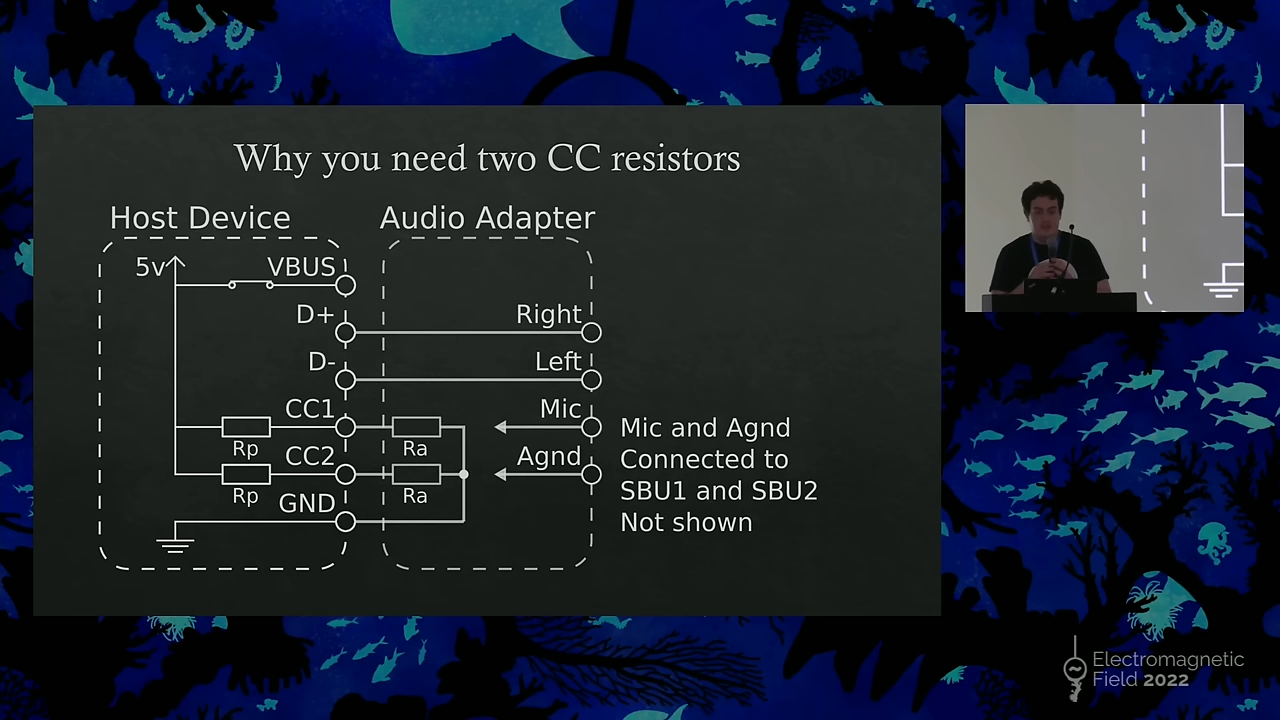 Why you need two CC resistors
Host Device
Audio Adapter
5v
VBUS
D+
Right
D-
Left
CC1
Mic
Rp
Ra
CC2
Agnd
Rp
Ra
GND
Mic and Agnd
Connected to
SBU1 and SBU2
Not shown
Electromagnetic
Field 2022